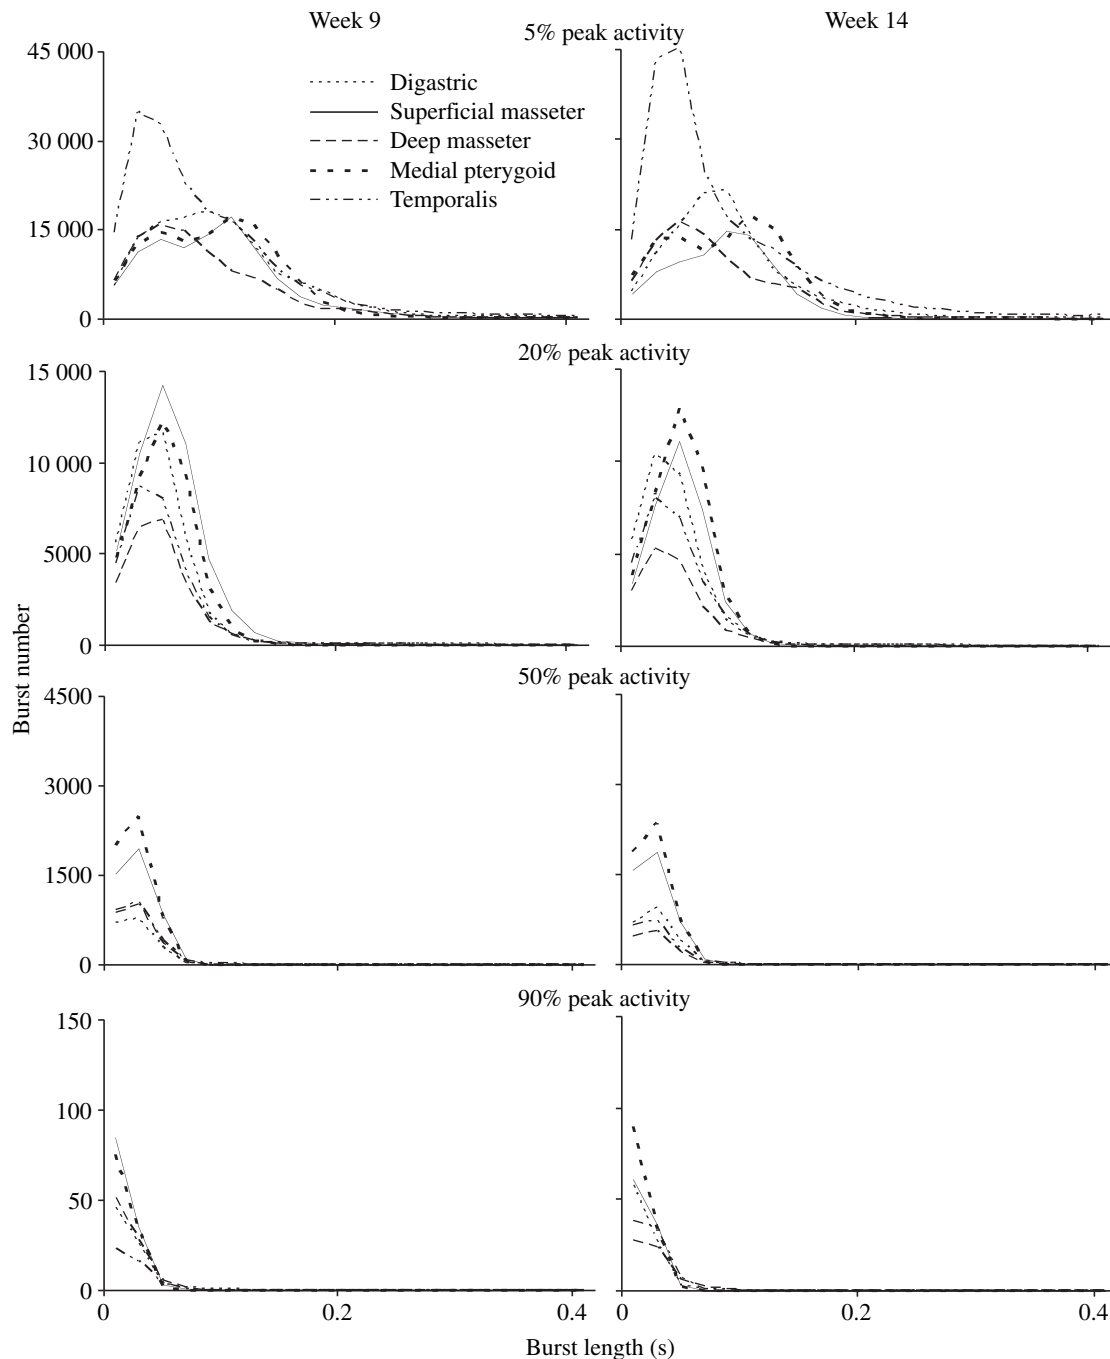 Week 9
Week 14
5% peak activity
45 000
30 000
15 000
0
Digastric
Superficial masseter
Deep masseter
Medial pterygoid
Temporalis
20% peak activity
15 000
10 000
5000
0
Burst number
50% peak activity
4500
3000
1500
0
90% peak activity
150
100
50
0
0 0.2 0.4
0 0.2 0.4
Burst length (s)